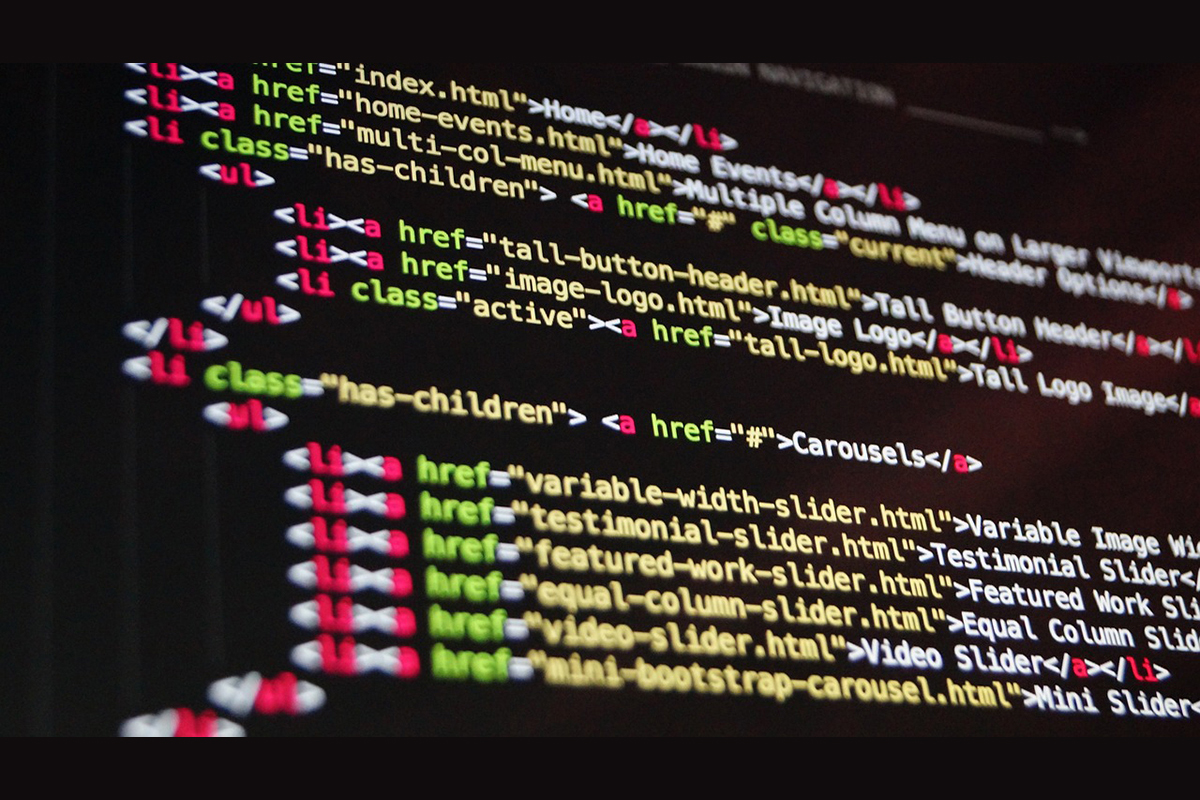 NAVIGATION
href="index.html">Home</a></li>
<li><a href="home-events.html">Home Events</a></li>
<li><a href="multi-col-menu.html">Multiple Column Menu on Larger Viewports
<li class="has-children"> <a href="#" class="current">Header Options</a>
<ul>
<li><a href="tall-button-header.html">Tall Button Header</a></li>
<li><a href="image-logo.html">Image Logo</a></li>
<li class="active"><a href="tall-logo.html">Tall Logo Image</a
</ul>
</li>
<li class="has-children"> <a href="#">Carousels</a>
<ul>
<li><a href="variable-width-slider.html">Variable Image Wi
<li><a href="testimonial-slider.html">Testimonial Slider</
<li><a href="featured-work-slider.html">Featured Work Sli
<li><a href="equal-column-slider.html">Equal Column Slid
<li><a href="video-slider.html">Video Slider</a></li>
<li><a href="mini-bootstrap-carousel.html">Mini Slider<
</ul>
</li>